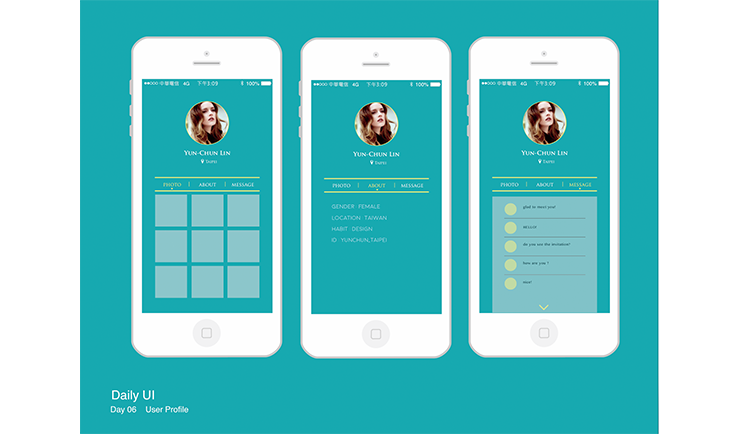 中華電信 4G 下午3:09 100%
YUN-CHUN LIN
TAIPEI
PHOTO | ABOUT | MESSAGE
中華電信 4G 下午3:09 100%
YUN-CHUN LIN
TAIPEI
PHOTO | ABOUT | MESSAGE
GENDER FEMALE
LOCATION TAIWAN
HABIT DESIGN
ID YUNCHUN_TAIPEI
中華電信 4G 下午3:09 100%
YUN-CHUN LIN
TAIPEI
PHOTO | ABOUT | MESSAGE
glad to meet you!
HELLO!
do you see the invitation?
how are you ?
nice!
Daily UI
Day 06 User Profile